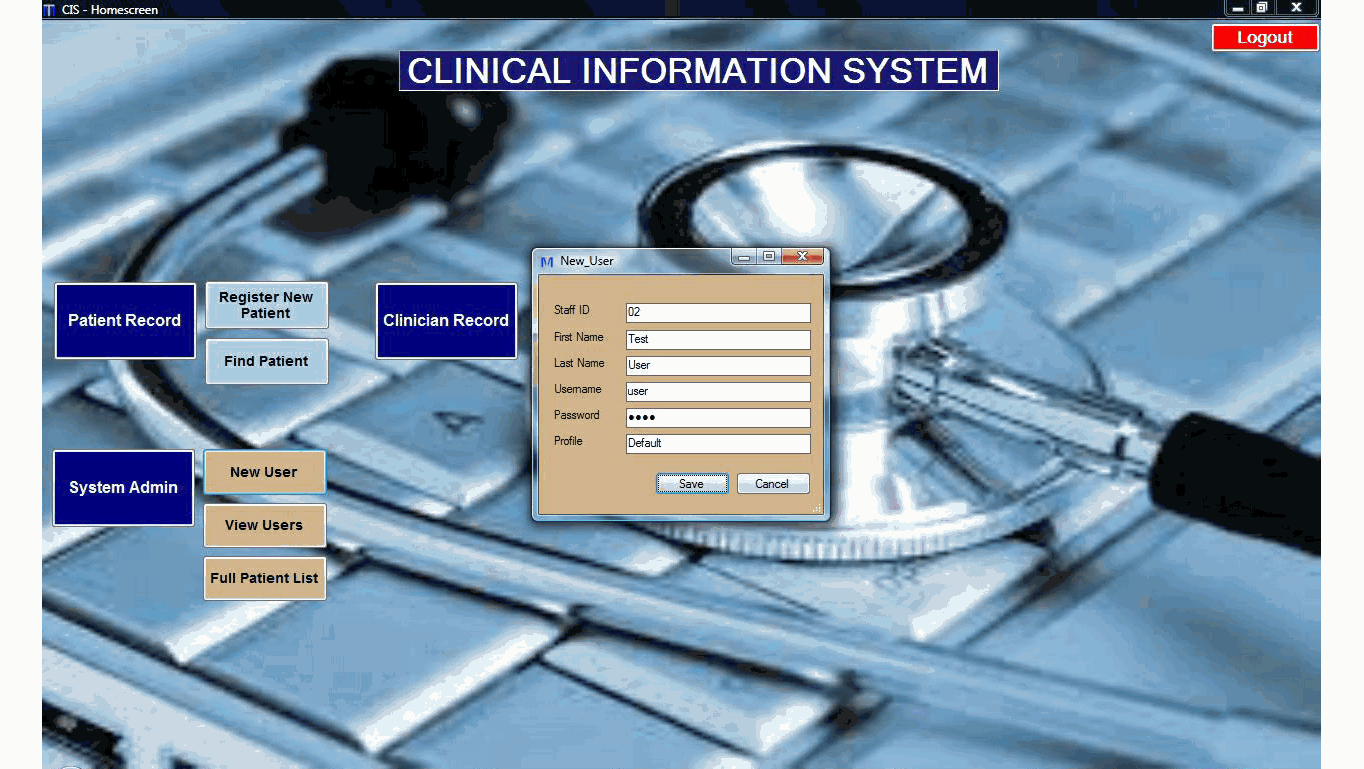 CIS - Homescreen
Logout
CLINICAL INFORMATION SYSTEM
New_User
Patient Record
Register New
Patient
Find Patient
Clinician Record
Staff ID 02
First Name Test
Last Name User
Username user
Password ●●●●
Profile Default
Save Cancel
System Admin
New User
View Users
Full Patient List